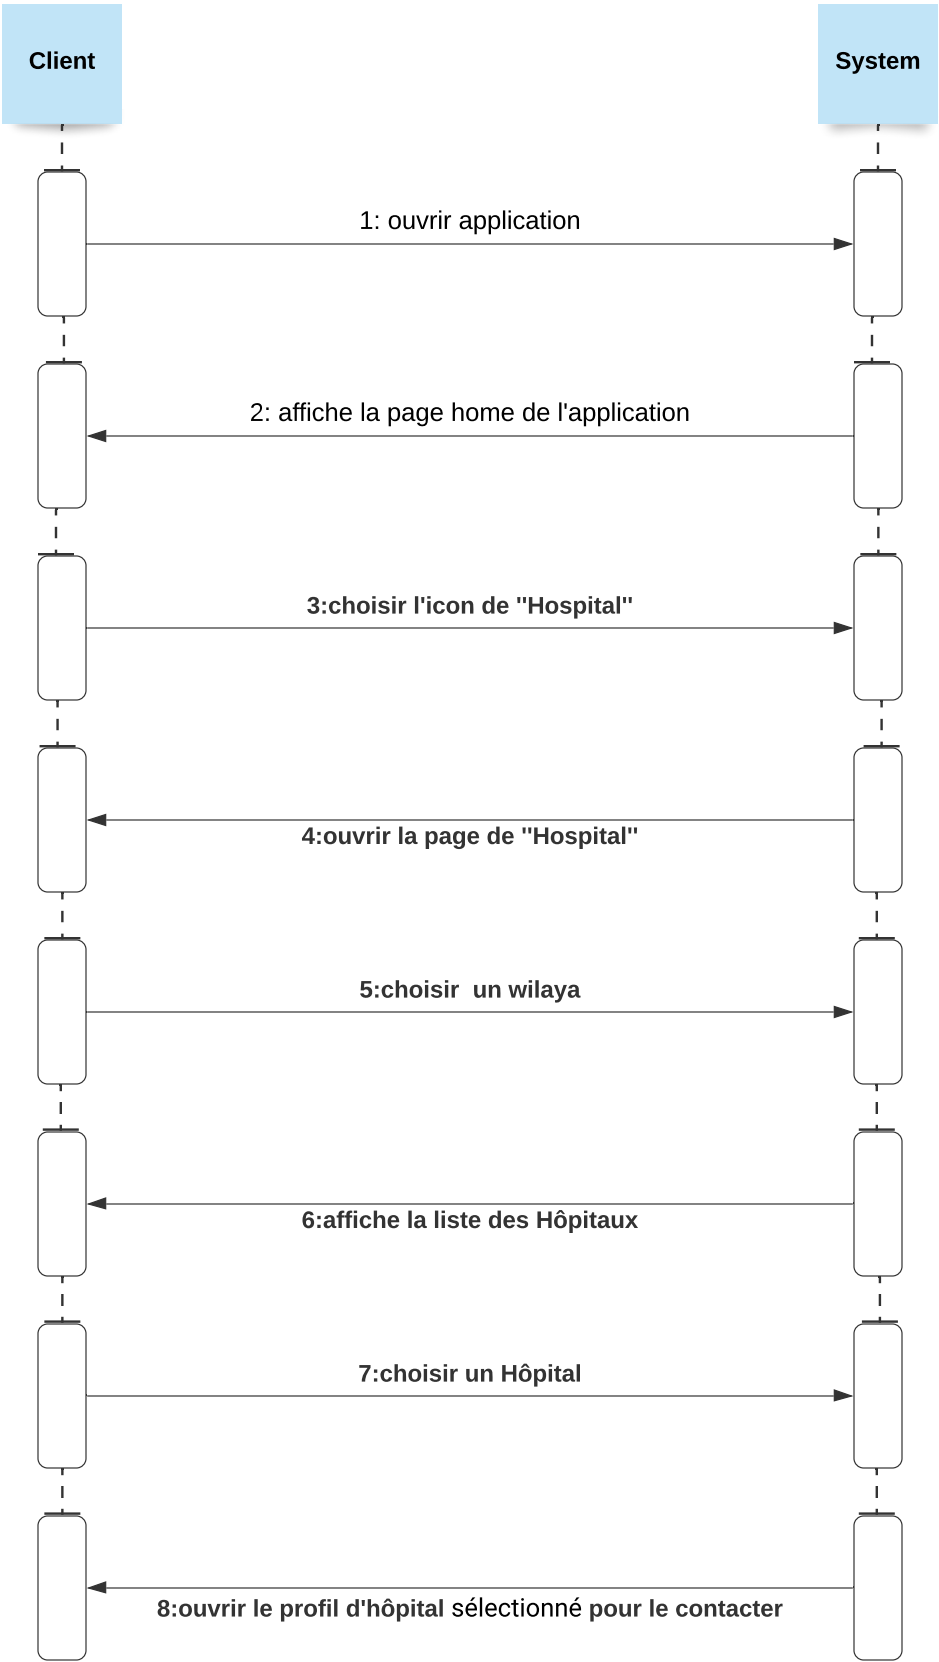 Client
System
1: ouvrir application
2: affiche la page home de l'application
3:choisir l'icon de "Hospital"
4:ouvrir la page de "Hospital"
5:choisir  un wilaya
6:affiche la liste des Hôpitaux
7:choisir un Hôpital
8:ouvrir le profil d'hôpital sélectionné pour le contacter